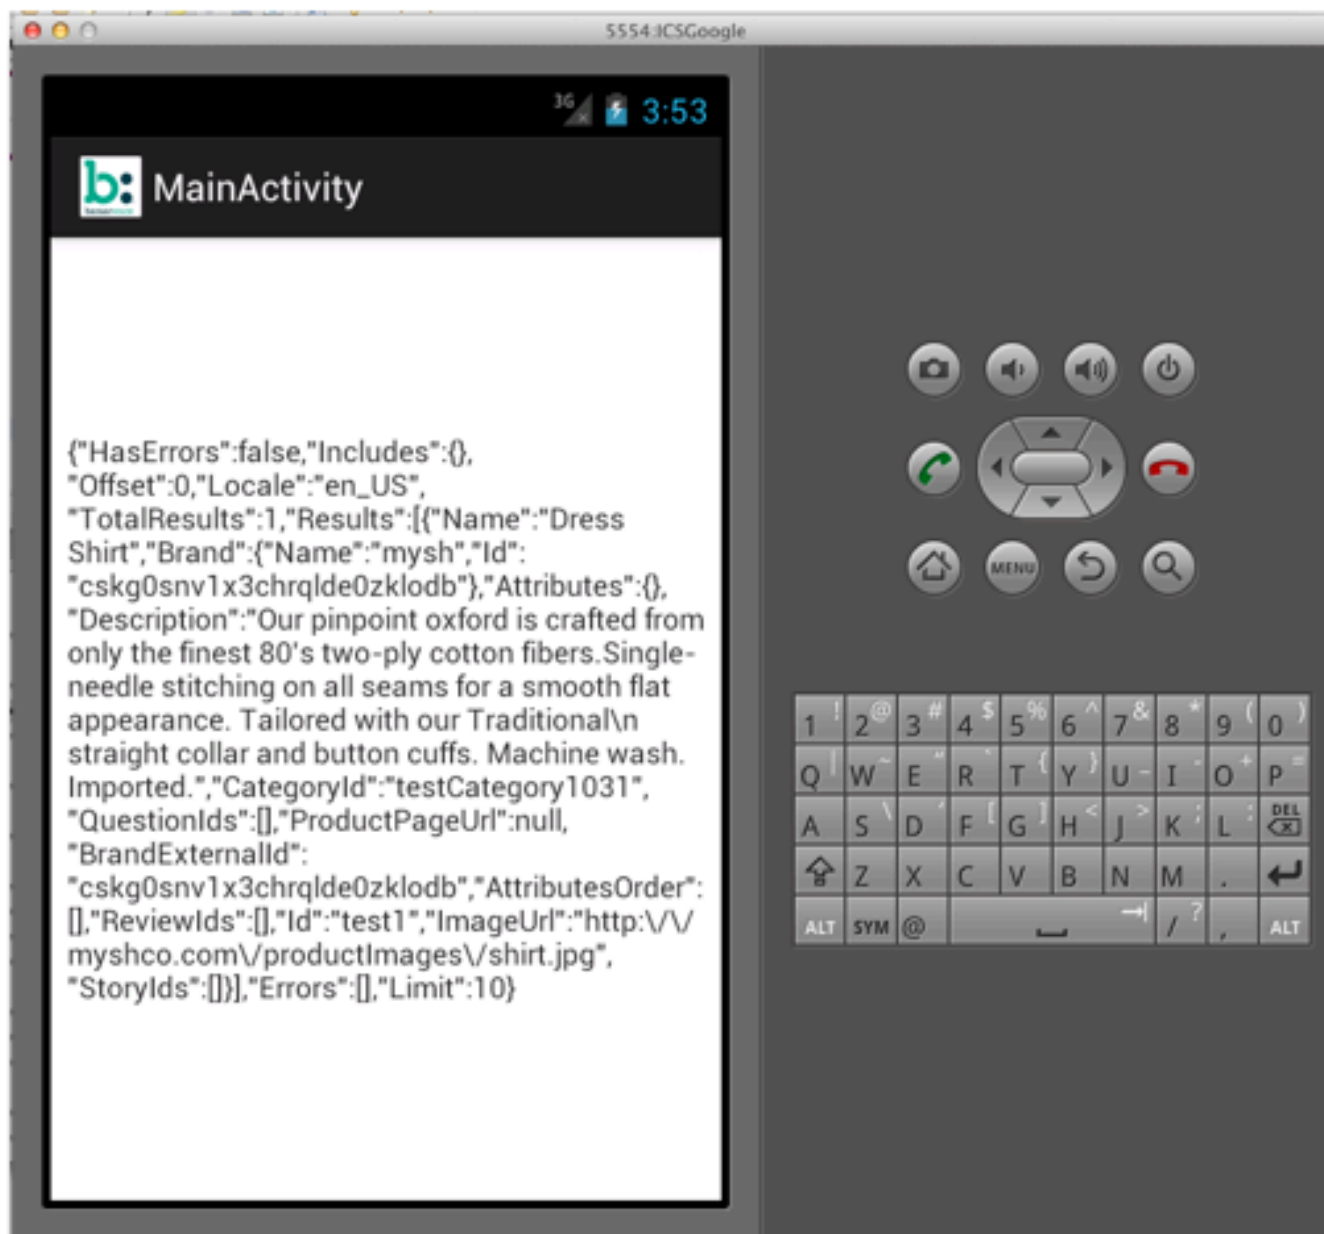 5554:ICSGoogle
3G 3:53
b: MainActivity
{"HasErrors":false,"Includes":{},
"Offset":0,"Locale":"en_US",
"TotalResults":1,"Results":[{"Name":"Dress
Shirt","Brand":{"Name":"mysh","Id":
"cskg0snv1x3chrqlde0zklodb"},"Attributes":{},
"Description":"Our pinpoint oxford is crafted from
only the finest 80's two-ply cotton fibers.Single-
needle stitching on all seams for a smooth flat
appearance. Tailored with our Traditional\n
straight collar and button cuffs. Machine wash.
Imported.","CategoryId":"testCategory1031",
"QuestionIds":[],"ProductPageUrl":null,
"BrandExternalId":
"cskg0snv1x3chrqlde0zklodb","AttributesOrder":
[],"ReviewIds":[],"Id":"test1","ImageUrl":"http:\/\/
myshco.com\/productImages\/shirt.jpg",
"StoryIds":[]}],"Errors":[],"Limit":10}
MENU
1 ! 2 @ 3 # 4 $ 5 % 6 ^ 7 & 8 * 9 ( 0 )
Q | W ~ E " R ` T { Y } U _ I - O + P =
A S \ D ' F [ G ] H < J > K ; L : DEL
Z X C V B N M .
ALT SYM @ / ? , ALT